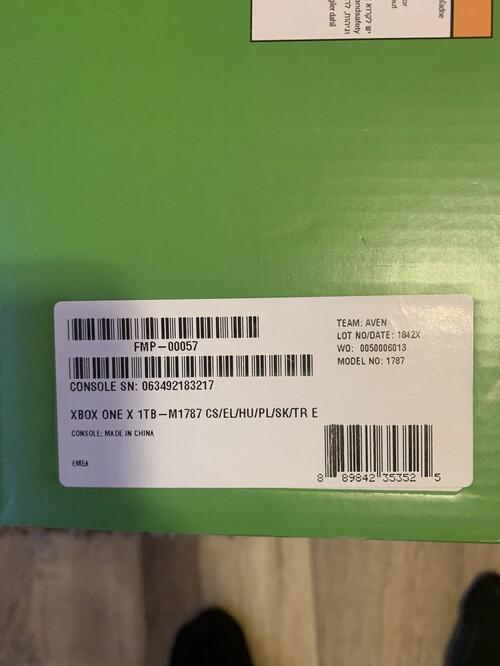 andsafety
FMP-00057
CONSOLE SN: 063492183217
XBOX ONE X 1TB-M1787 CS/EL/HU/PL/SK/TR E
CONSOLE: MADE IN CHINA
EMEA
TEAM: AVEN
LOT NO/DATE: 1842X
WO: 0050006013
MODEL NO: 1787
8 89842 35352 5